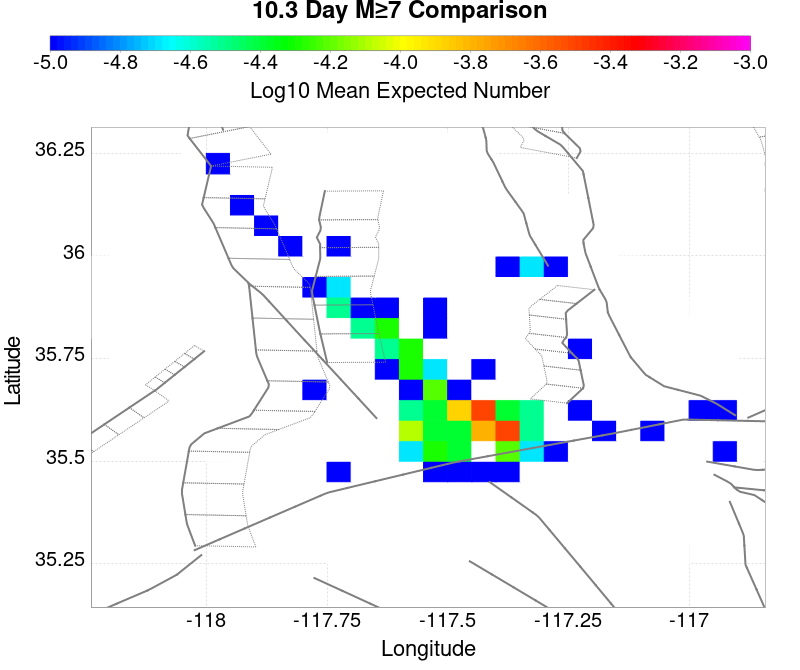 10.3 Day M≥7 Comparison
-5.0 -4.8 -4.6 -4.4 -4.2 -4.0 -3.8 -3.6 -3.4 -3.2 -3.0
Log10 Mean Expected Number
36.25
36
35.75
35.5
35.25
Latitude
-118 -117.75 -117.5 -117.25 -117
Longitude